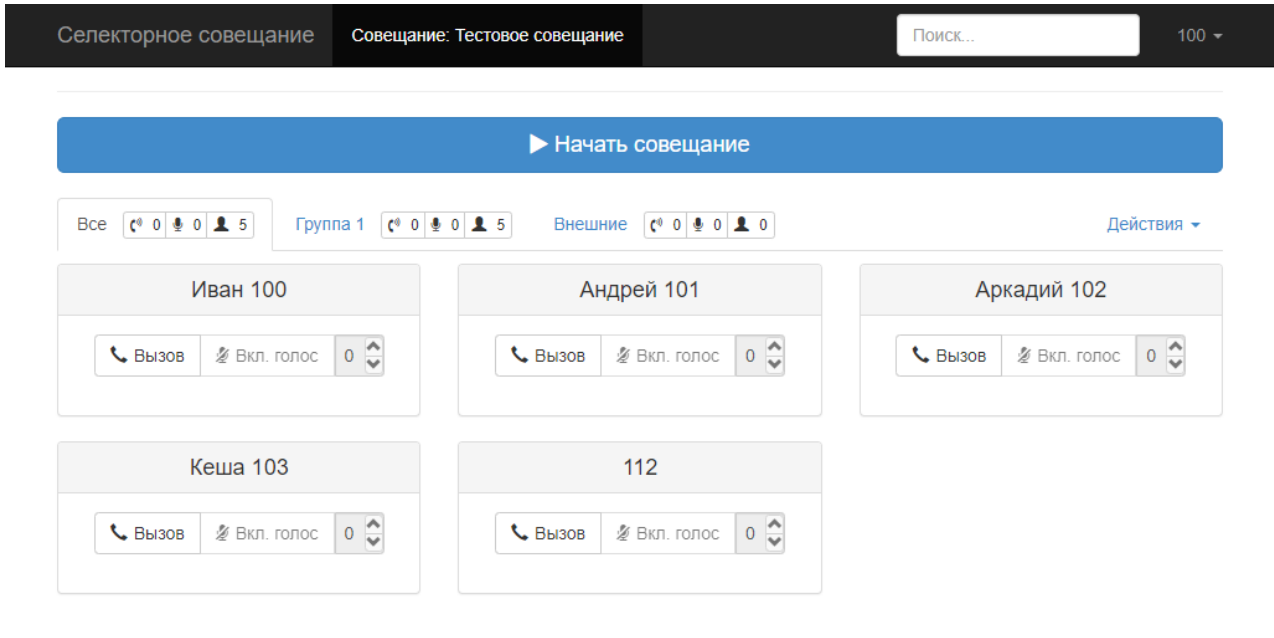 Селекторное совещание Совещание: Тестовое совещание Поиск... 100
Начать совещание
Все 0 0 5 Группа 1 0 0 5 Внешние 0 0 0 Действия
Иван 100 Андрей 101 Аркадий 102
Вызов Вкл. голос 0 Вызов Вкл. голос 0 Вызов Вкл. голос 0
Кеша 103 112
Вызов Вкл. голос 0 Вызов Вкл. голос 0